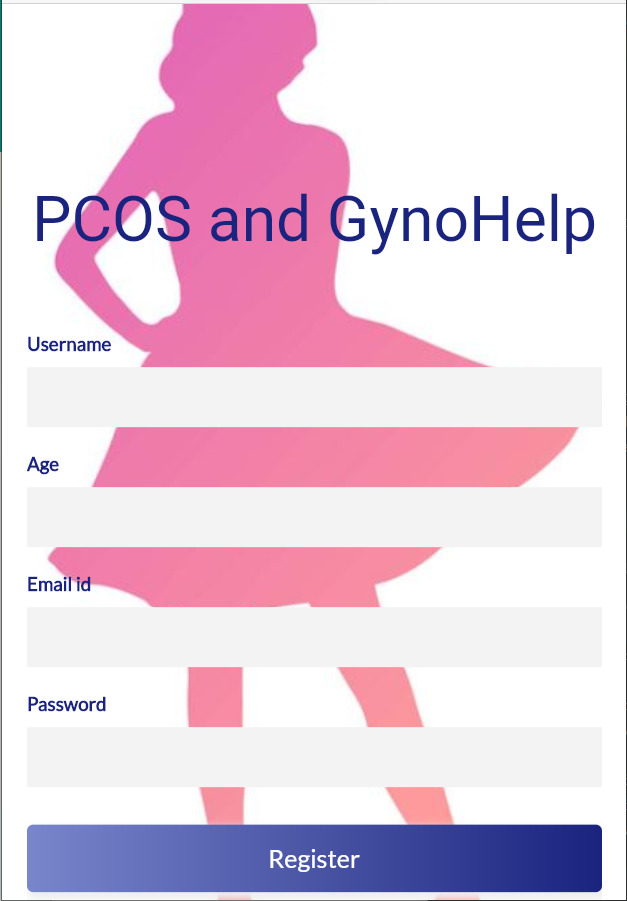 PCOS and GynoHelp
Username
Age
Email id
Password
Register